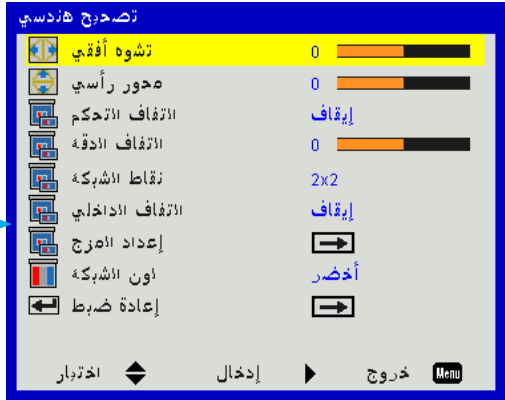 تصحيح هندسي
تشوه أفقي 0
محور رأسي 0
التفاف التحكم إيقاف
التفاف الدقة 0
نقاط الشبكة 2x2
التفاف الداخلي إيقاف
إعداد المزج
لون الشبكة أخضر
إعادة ضبط
اختيار إدخال خروج Menu